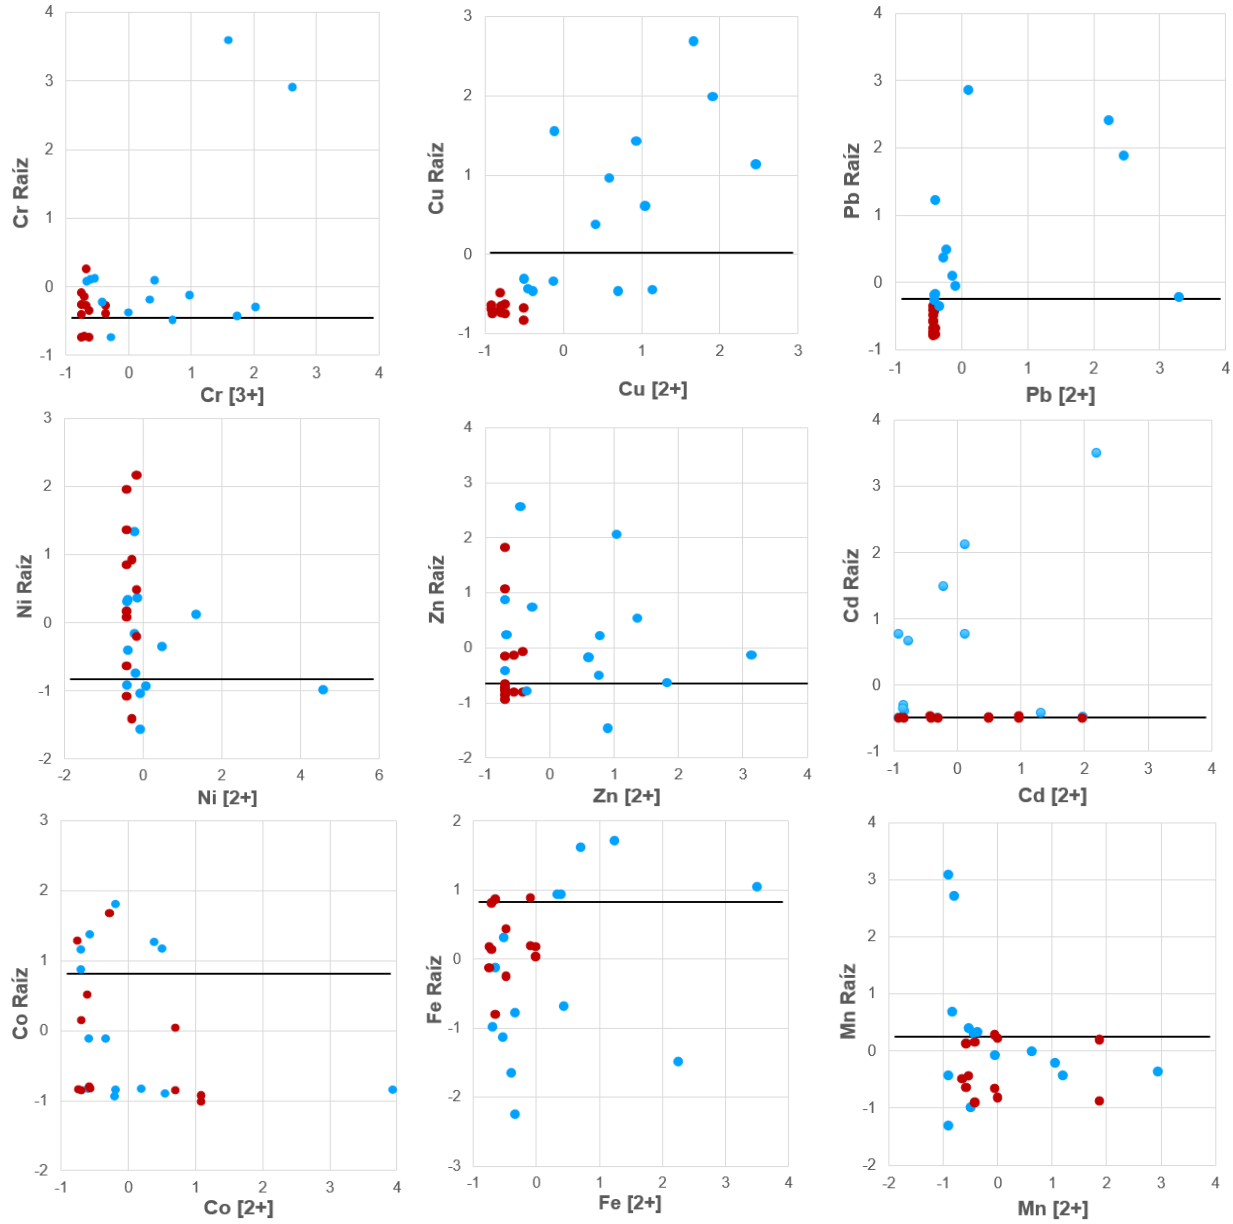 4
3
2
1
0
-1
Cr Raíz
-1 0 1 2 3 4
Cr [3+]
3
2
1
0
-1
Cu Raíz
-1 0 1 2 3
Cu [2+]
4
3
2
1
0
-1
Pb Raíz
-1 0 1 2 3 4
Pb [2+]
3
2
1
0
-1
-2
Ni Raíz
-2 0 2 4 6
Ni [2+]
4
3
2
1
0
-1
-2
Zn Raíz
-1 0 1 2 3 4
Zn [2+]
4
3
2
1
0
-1
Cd Raíz
-1 0 1 2 3 4
Cd [2+]
3
2
1
0
-1
-2
Co Raíz
-1 0 1 2 3 4
Co [2+]
2
1
0
-1
-2
-3
Fe Raíz
-1 0 1 2 3 4
Fe [2+]
4
3
2
1
0
-1
-2
Mn Raíz
-2 -1 0 1 2 3 4
Mn [2+]